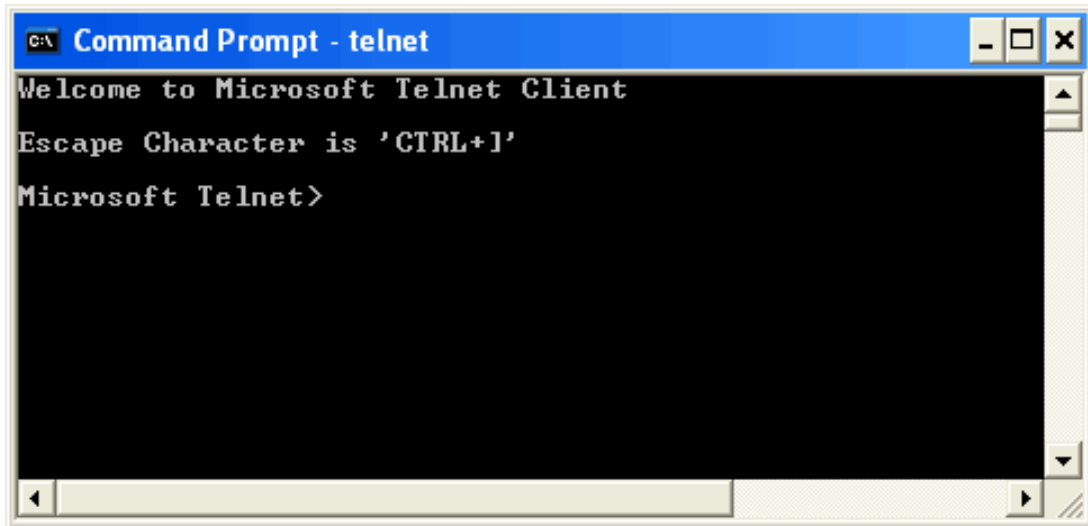 Command Prompt - telnet
Welcome to Microsoft Telnet Client
Escape Character is 'CTRL+]'
Microsoft Telnet>